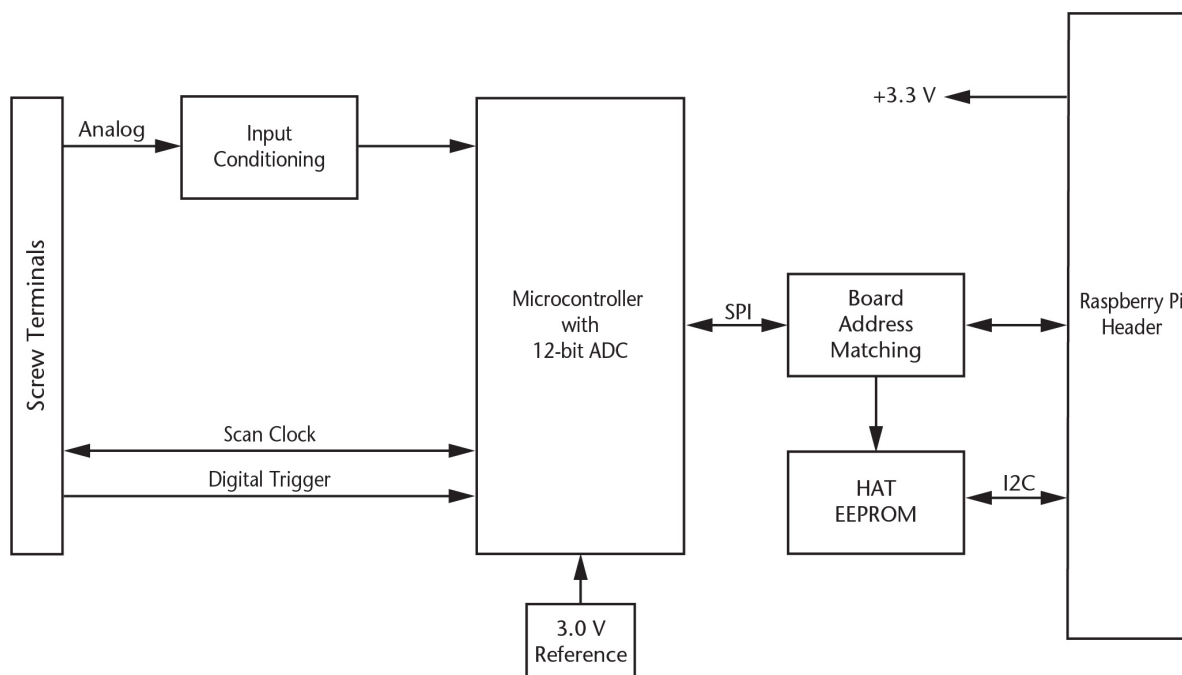 Screw Terminals
Analog
Input
Conditioning
Scan Clock
Digital Trigger
Microcontroller
with
12-bit ADC
3.0 V
Reference
SPI
Board
Address
Matching
HAT
EEPROM
I2C
+3.3 V
Raspberry Pi
Header